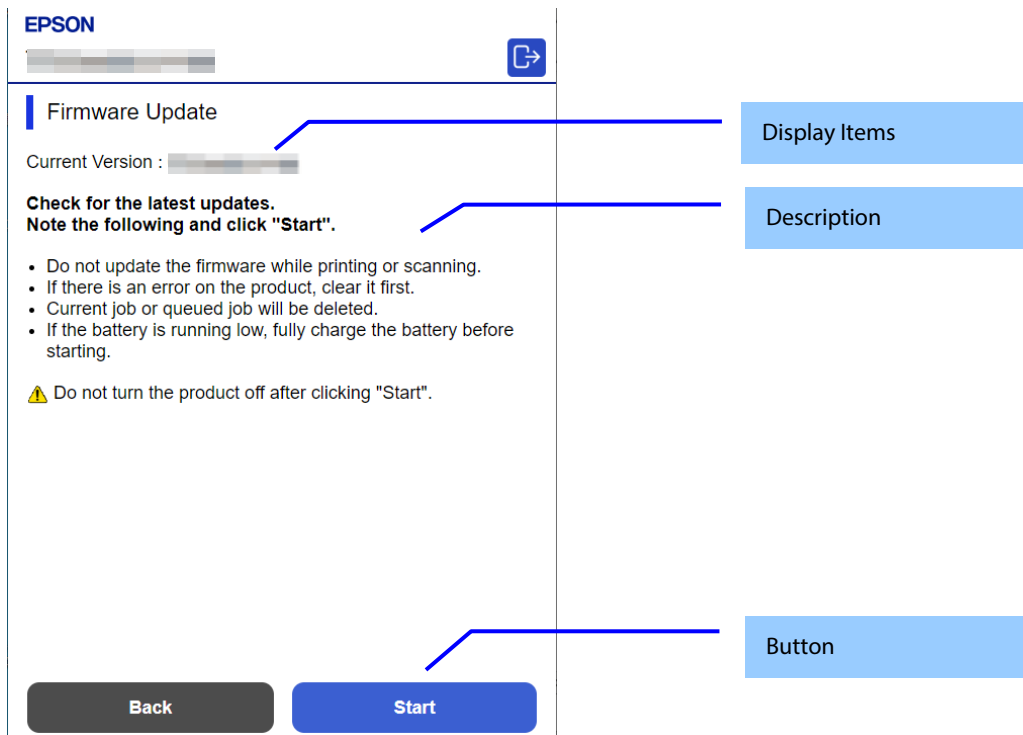 EPSON
Firmware Update
Current Version :
Check for the latest updates.
Note the following and click "Start".
• Do not update the firmware while printing or scanning.
• If there is an error on the product, clear it first.
• Current job or queued job will be deleted.
• If the battery is running low, fully charge the battery before
starting.
Do not turn the product off after clicking "Start".
Back
Start
Display Items
Description
Button